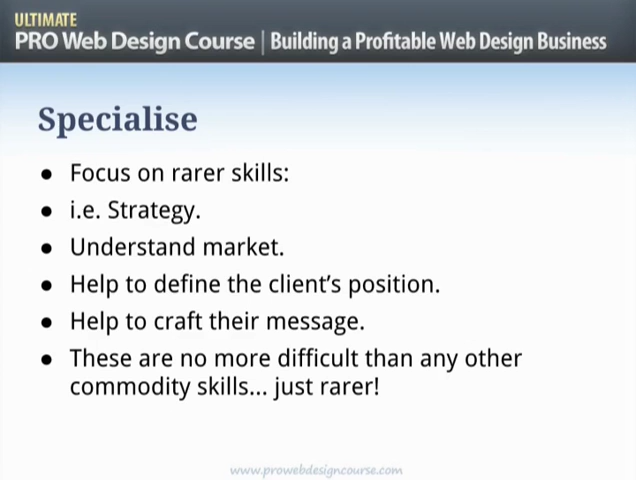 ULTIMATE
PRO Web Design Course | Building a Profitable Web Design Business
Specialise
● Focus on rarer skills:
● i.e. Strategy.
● Understand market.
● Help to define the client's position.
● Help to craft their message.
● These are no more difficult than any other
commodity skills... just rarer!
www.prowebdesigncourse.com